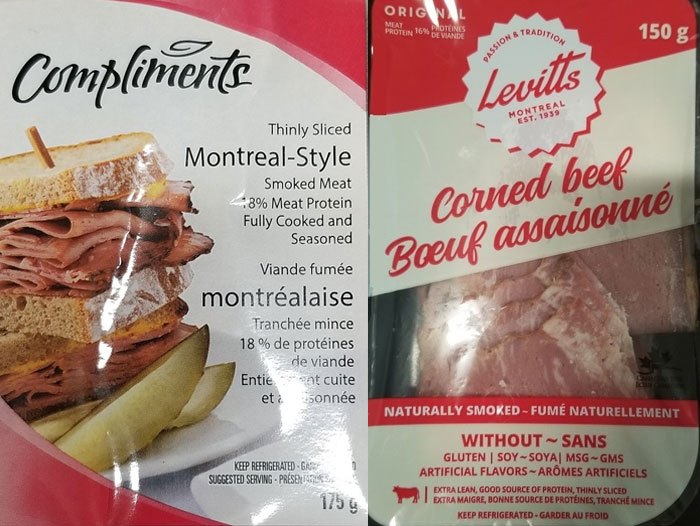 Compliments
Thinly Sliced
Montreal-Style
Smoked Meat
18% Meat Protein
Fully Cooked and
Seasoned
Viande fumée
montréalaise
Tranchée mince
18 % de protéines
de viande
cuite
et
KEEP REFRIGERATED -
SUGGESTED SERVING -
175 g
ORIGINAL
MEAT PROTEIN 16% PROTÉINES DE VIANDE
150 g
PASSION & TRADITION
Levitts
MONTREAL
EST. 1939
Corned beef
Bœuf assaisonné
NATURALLY SMOKED ~ FUMÉ NATURELLEMENT
WITHOUT ~ SANS
GLUTEN | SOY ~ SOYA | MSG ~ GMS
ARTIFICIAL FLAVORS ~ ARÔMES ARTIFICIELS
EXTRA LEAN, GOOD SOURCE OF PROTEIN, THINLY SLICED
EXTRA MAIGRE, BONNE SOURCE DE PROTÉINES, TRANCHÉ MINCE
KEEP REFRIGERATED - GARDER AU FROID